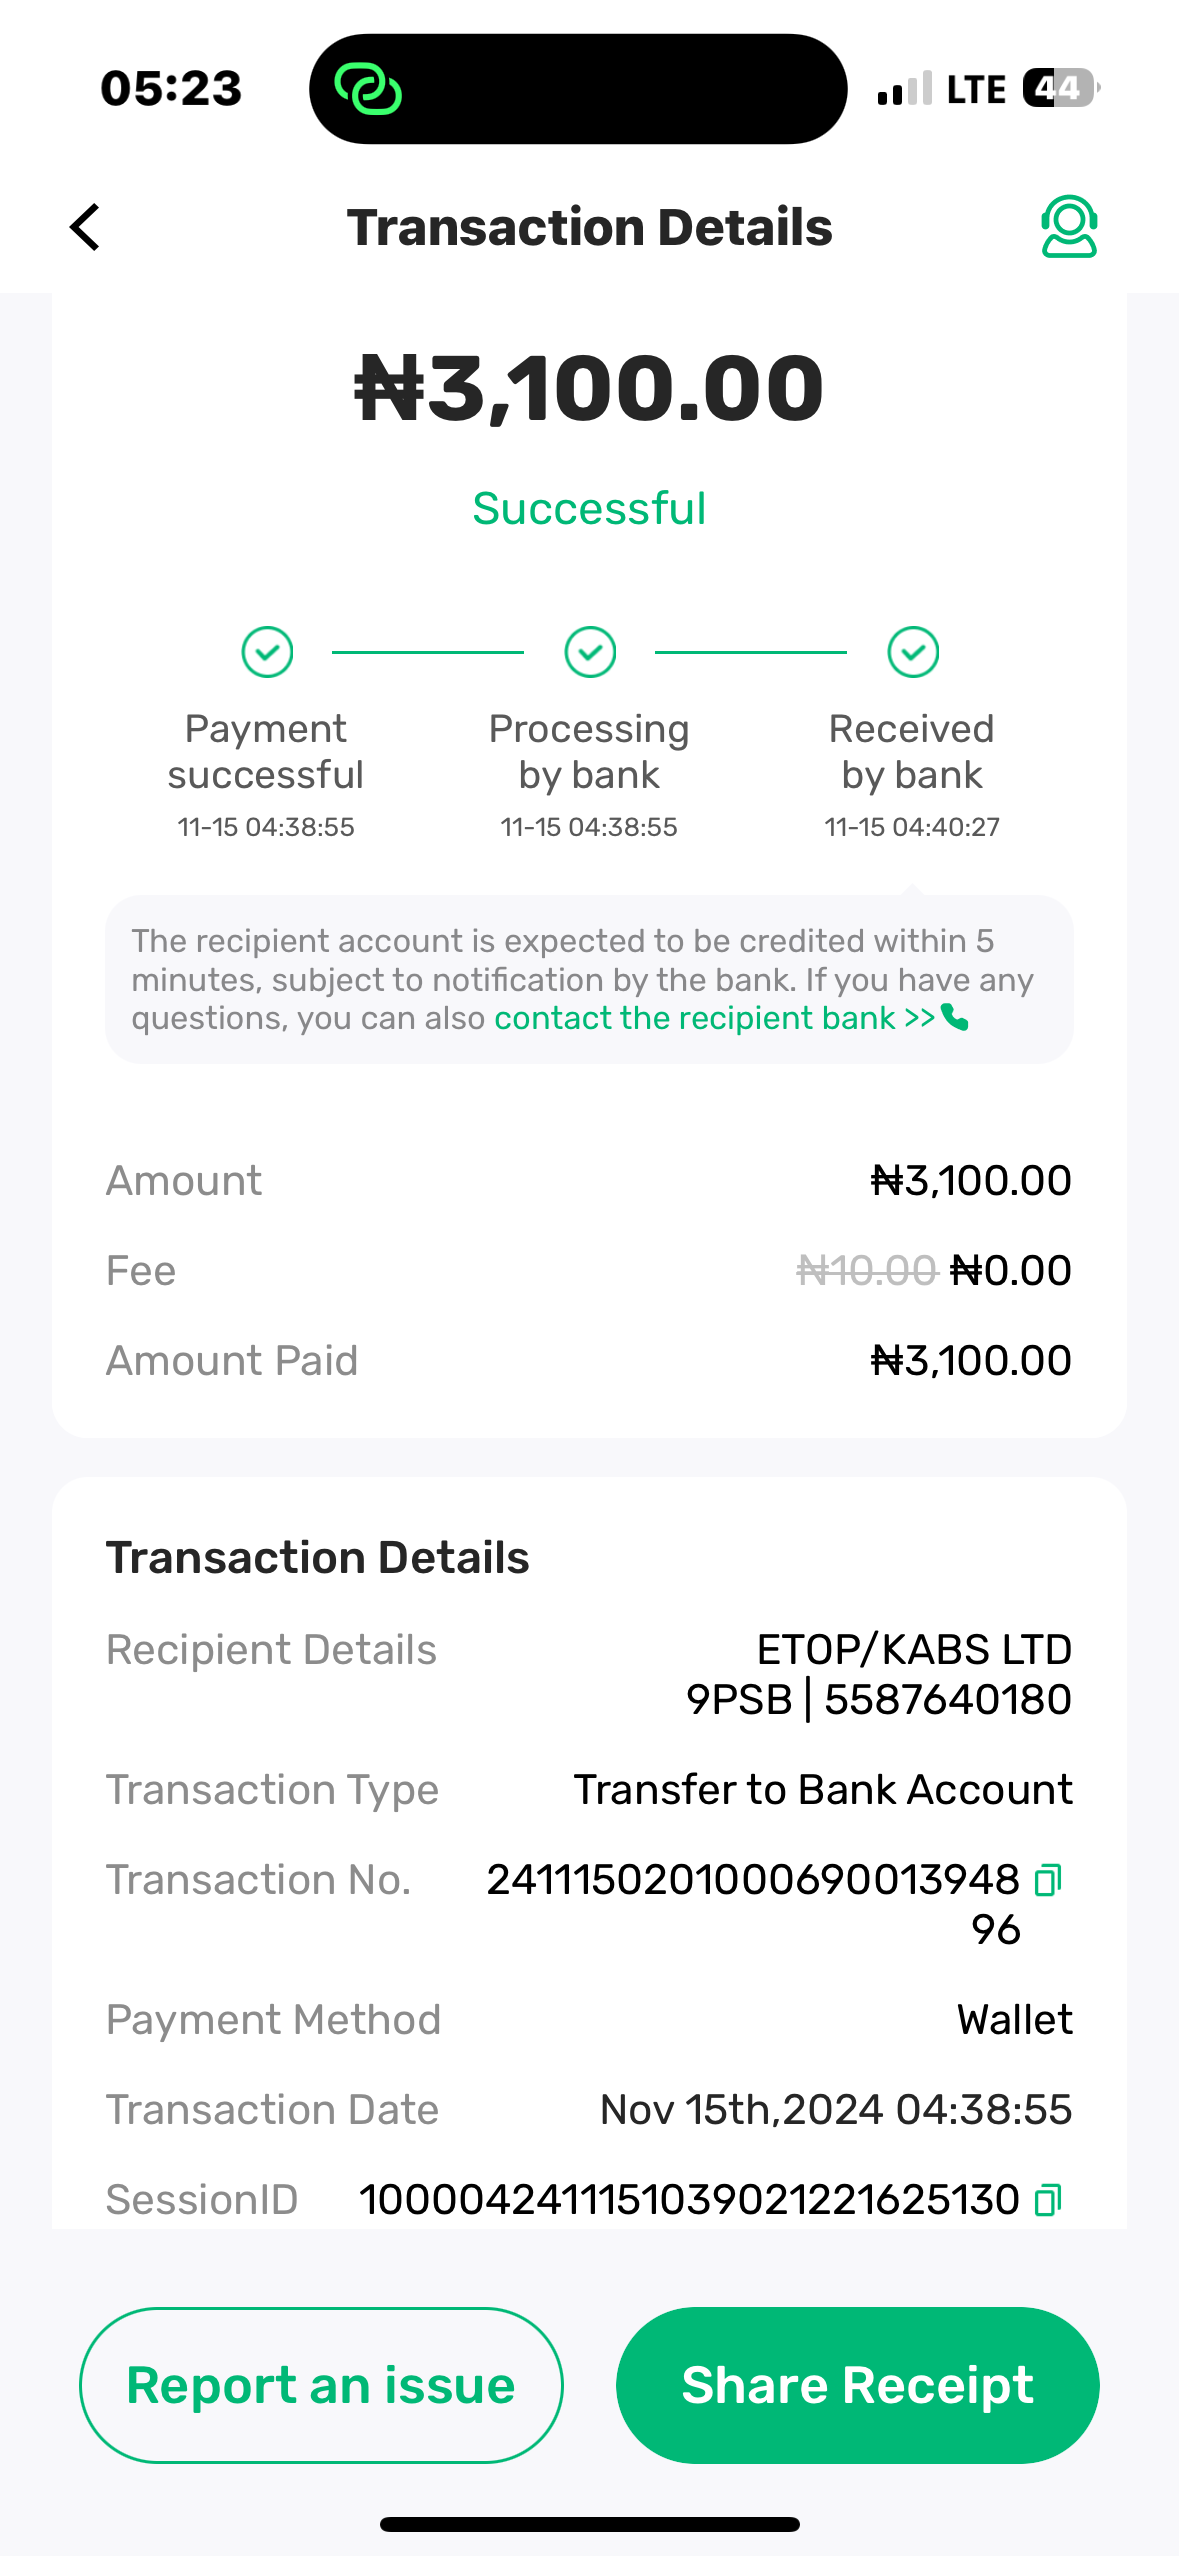 05:23
LTE
44
Transaction Details
₦3,100.00
Successful
Payment
successful
11-15 04:38:55
Processing
by bank
11-15 04:38:55
Received
by bank
11-15 04:40:27
The recipient account is expected to be credited within 5
minutes, subject to notification by the bank. If you have any
questions, you can also contact the recipient bank >>
Amount ₦3,100.00
Fee ₦10.00 ₦0.00
Amount Paid ₦3,100.00
Transaction Details
Recipient Details ETOP/KABS LTD
9PSB | 5587640180
Transaction Type Transfer to Bank Account
Transaction No. 2411150201000690013948
96
Payment Method Wallet
Transaction Date Nov 15th,2024 04:38:55
SessionID 1000042411151039021221625130
Report an issue
Share Receipt